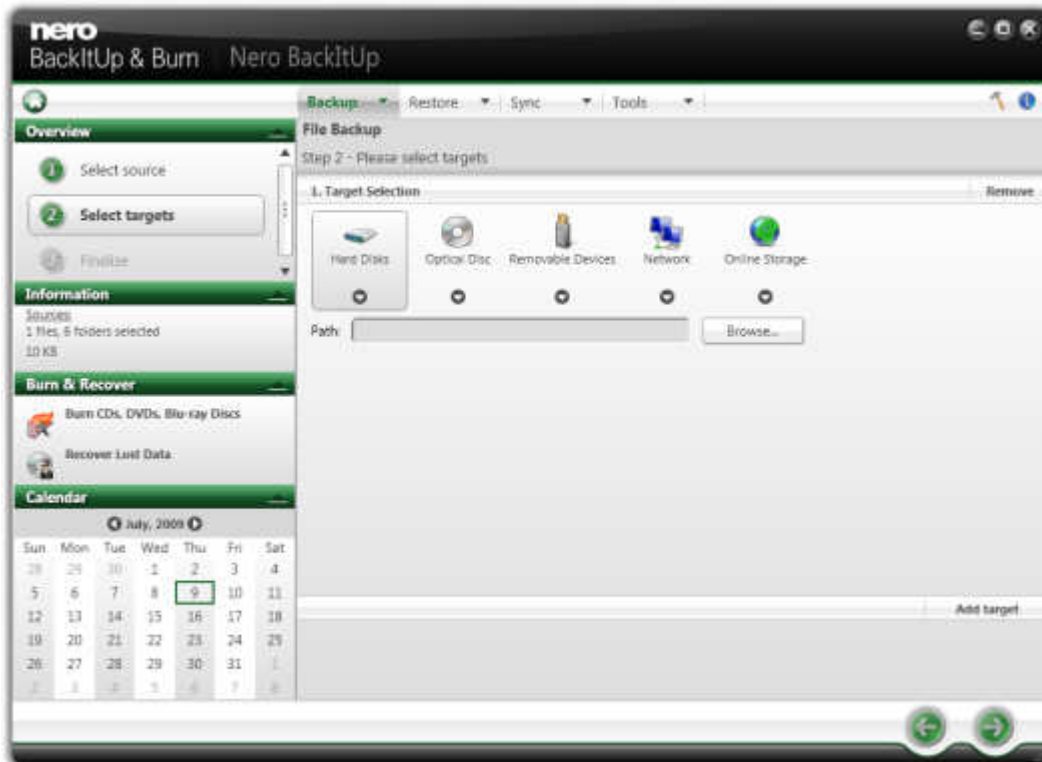 nero
BackItUp & Burn Nero BackItUp
Backup Restore Sync Tools
Overview
1 Select source
2 Select targets
Finalize
Information
Sources:
1 files, 6 folders selected
10 KB
Burn & Recover
Burn CDs, DVDs, Blu-ray Discs
Recover Lost Data
Calendar
July, 2009
Sun Mon Tue Wed Thu Fri Sat
28 29 30 1 2 3 4
5 6 7 8 9 10 11
12 13 14 15 16 17 18
19 20 21 22 23 24 25
26 27 28 29 30 31 1
2 3 4 5 6 7 8
File Backup
Step 2 - Please select targets
1. Target Selection Remove
Hard Disks Optical Disc Removable Devices Network Online Storage
Path: Browse...
Add target